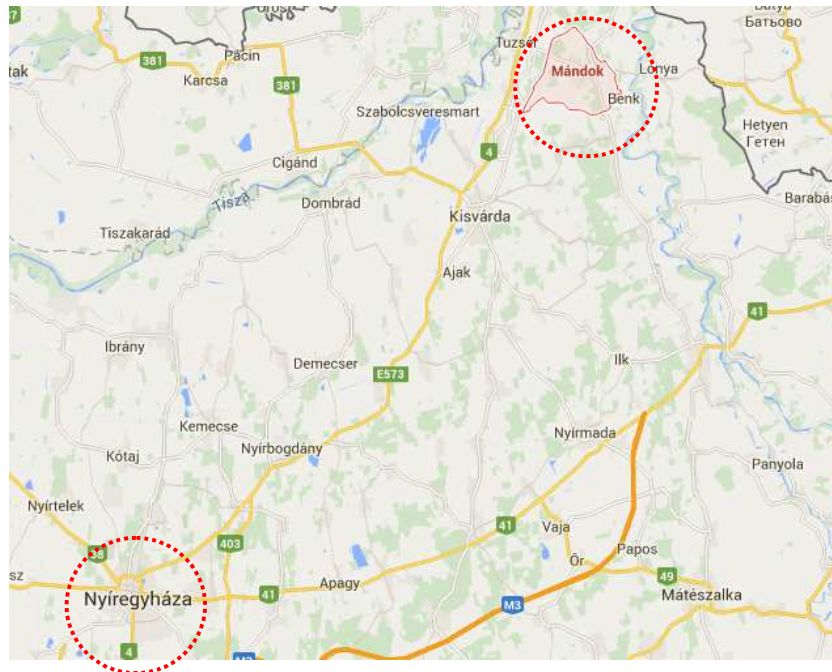 Tuzsér
Батьово
Pácin
381
Karcsa
381
Mándok
Lónya
Benk
Szabolcsveresmart
Hetyen
Гетен
4
Cigánd
Dombrád
Tisza
Kisvárda
Tiszakarád
Ajak
41
Ibrány
Demecser
Ilk
E573
Kemecse
Nyírmada
Kótaj
Nyírbogdány
Panyola
Nyírtelek
41
403
Vaja
Papos
Őr
49
Nyíregyháza
41
Apagy
M3
Mátészalka
4